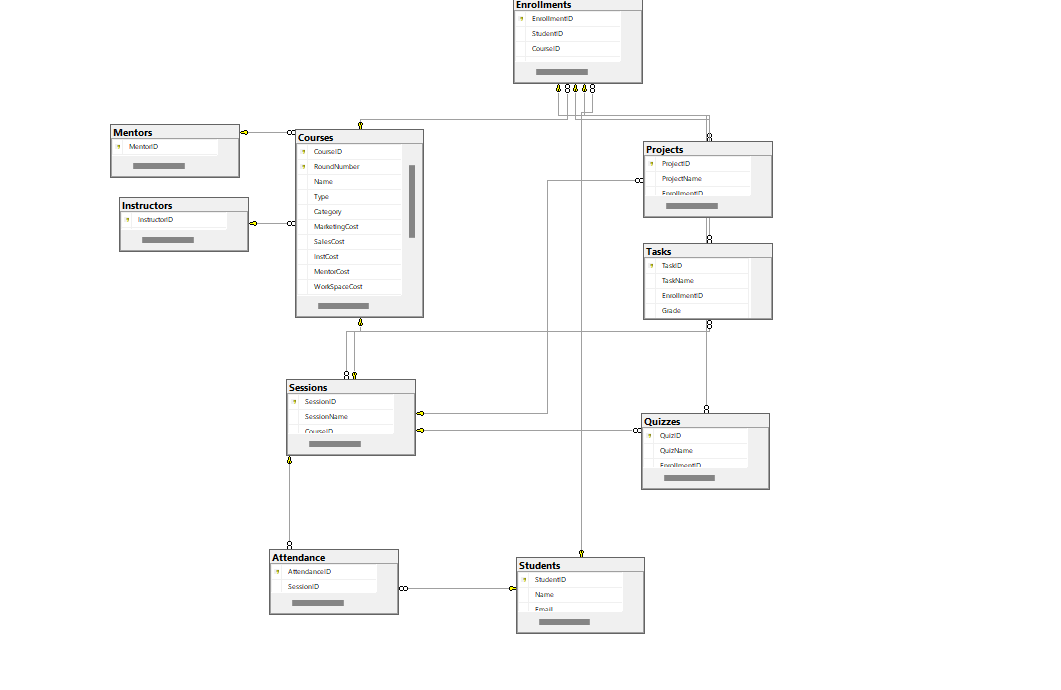 Enrollments
EnrollmentID
StudentID
CourseID
Mentors
MentorID
Instructors
InstructorID
Courses
CourseID
RoundNumber
Name
Type
Category
MarketingCost
SalesCost
InstCost
MentorCost
WorkSpaceCost
Projects
ProjectID
ProjectName
EnrollmentID
Tasks
TaskID
TaskName
EnrollmentID
Grade
Sessions
SessionID
SessionName
CourseID
Quizzes
QuizID
QuizName
EnrollmentID
Attendance
AttendanceID
SessionID
Students
StudentID
Name
Email